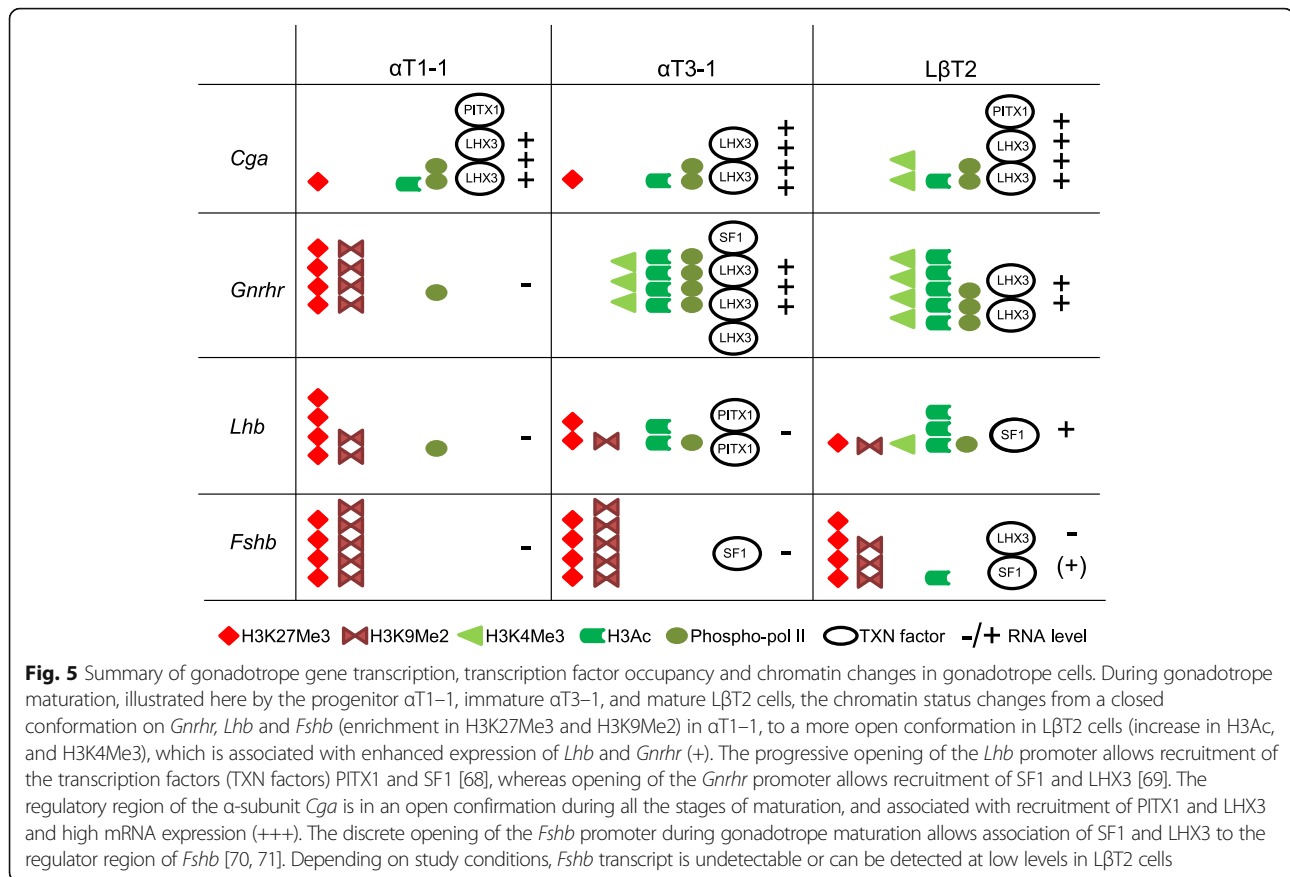 αT1-1 αT3-1 LβT2
Cga
PITX1
LHX3
LHX3
+
+
+
LHX3
LHX3
+
+
+
+
PITX1
LHX3
LHX3
+
+
+
+
Gnrhr
-
SF1
LHX3
LHX3
LHX3
+
+
+
LHX3
LHX3
+
+
Lhb
-
PITX1
PITX1
-
SF1
+
Fshb
-
SF1
-
LHX3
SF1
-
(+)
H3K27Me3 H3K9Me2 H3K4Me3 H3Ac Phospho-pol II TXN factor -/+ RNA level
Fig. 5 Summary of gonadotrope gene transcription, transcription factor occupancy and chromatin changes in gonadotrope cells. During gonadotrope
maturation, illustrated here by the progenitor αT1–1, immature αT3–1, and mature LβT2 cells, the chromatin status changes from a closed
conformation on Gnrhr, Lhb and Fshb (enrichment in H3K27Me3 and H3K9Me2) in αT1–1, to a more open conformation in LβT2 cells (increase in H3Ac,
and H3K4Me3), which is associated with enhanced expression of Lhb and Gnrhr (+). The progressive opening of the Lhb promoter allows recruitment of
the transcription factors (TXN factors) PITX1 and SF1 [68], whereas opening of the Gnrhr promoter allows recruitment of SF1 and LHX3 [69]. The
regulatory region of the α-subunit Cga is in an open confirmation during all the stages of maturation, and associated with recruitment of PITX1 and LHX3
and high mRNA expression (+++). The discrete opening of the Fshb promoter during gonadotrope maturation allows association of SF1 and LHX3 to the
regulator region of Fshb [70, 71]. Depending on study conditions, Fshb transcript is undetectable or can be detected at low levels in LβT2 cells